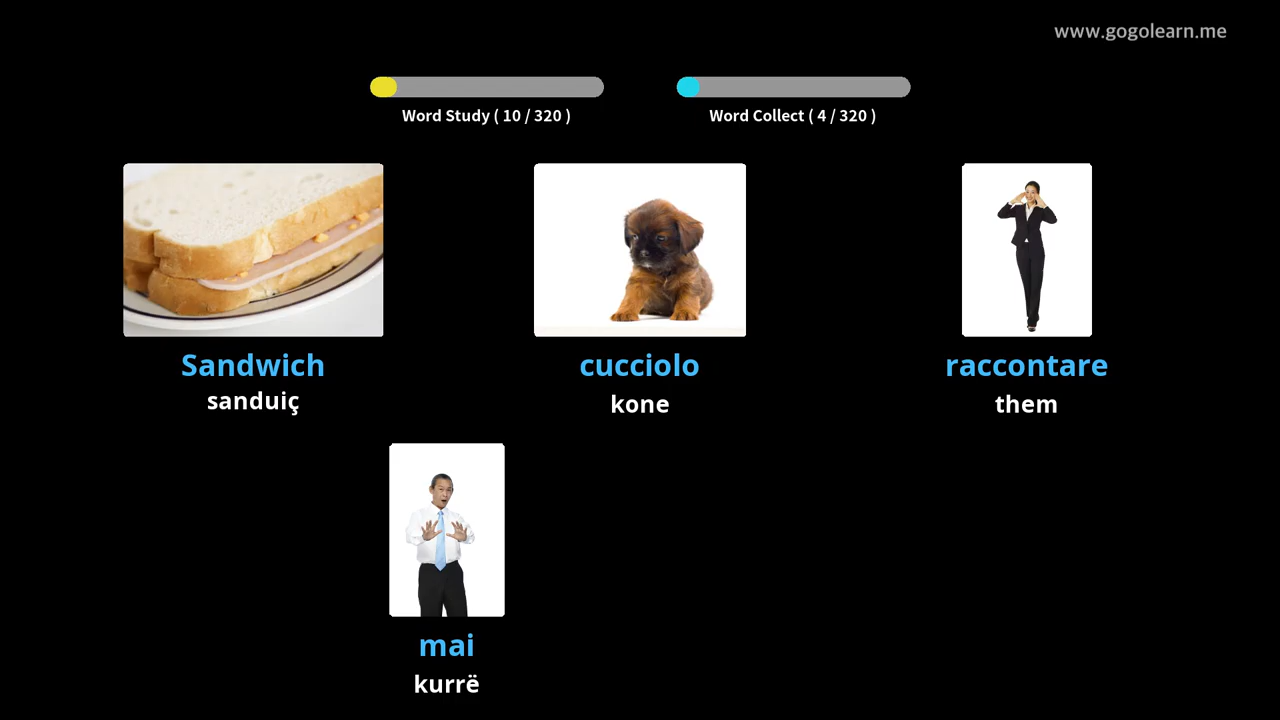 www.gogolearn.me
Word Study ( 10 / 320 )
Word Collect ( 4 / 320 )
Sandwich
sanduiç
cucciolo
kone
raccontare
them
mai
kurrë